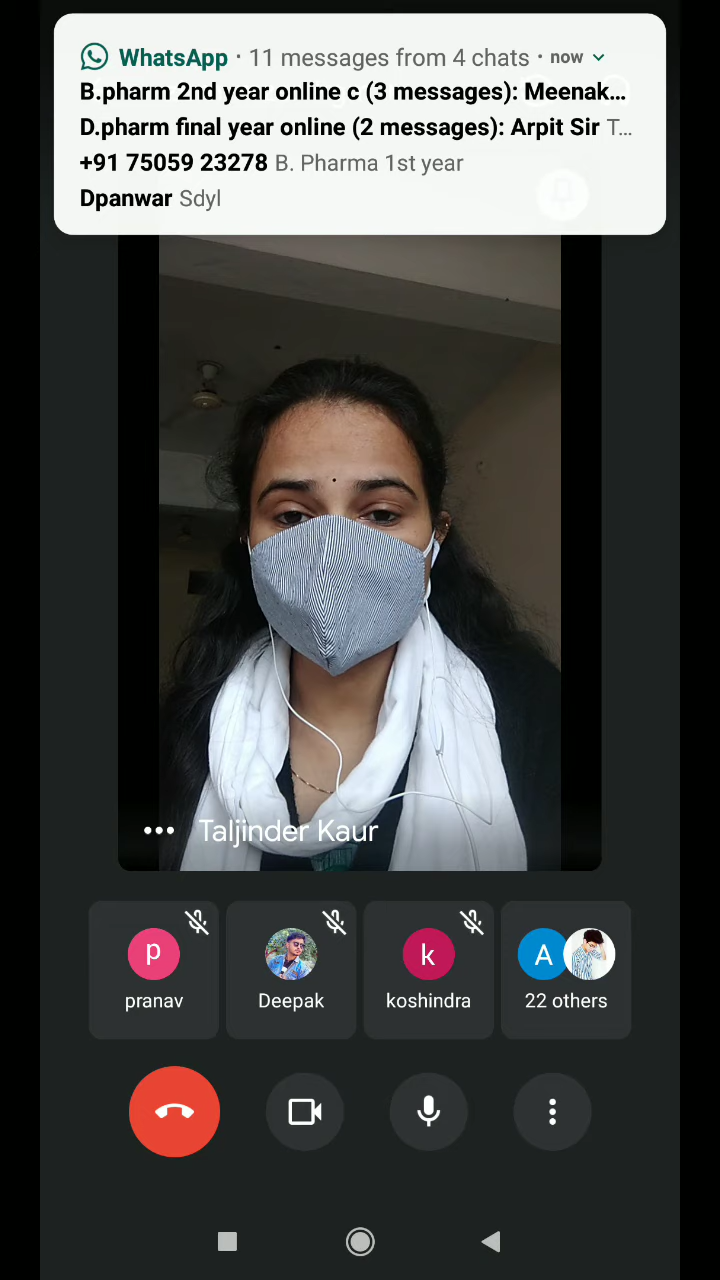 WhatsApp · 11 messages from 4 chats · now
B.pharm 2nd year online c (3 messages): Meenak...
D.pharm final year online (2 messages): Arpit Sir T...
+91 75059 23278 B. Pharma 1st year
Dpanwar Sdyl
Taljinder Kaur
p
k
A
pranav
Deepak
koshindra
22 others